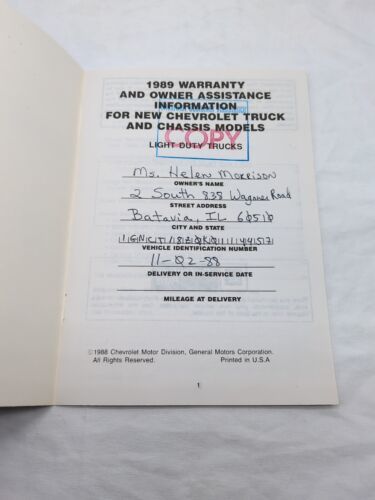 1989 WARRANTY
AND OWNER ASSISTANCE
INFORMATION
FOR NEW CHEVROLET TRUCK
AND CHASSIS MODELS
COPY
LIGHT DUTY TRUCKS
Ms. Helen Morrison
OWNER'S NAME
2 South 838 Wagner Road
STREET ADDRESS
Batavia, IL 60510
CITY AND STATE
VEHICLE IDENTIFICATION NUMBER
11-02-88
DELIVERY OR IN-SERVICE DATE
MILEAGE AT DELIVERY
©1988 Chevrolet Motor Division, General Motors Corporation.
All Rights Reserved. Printed in U.S.A
1